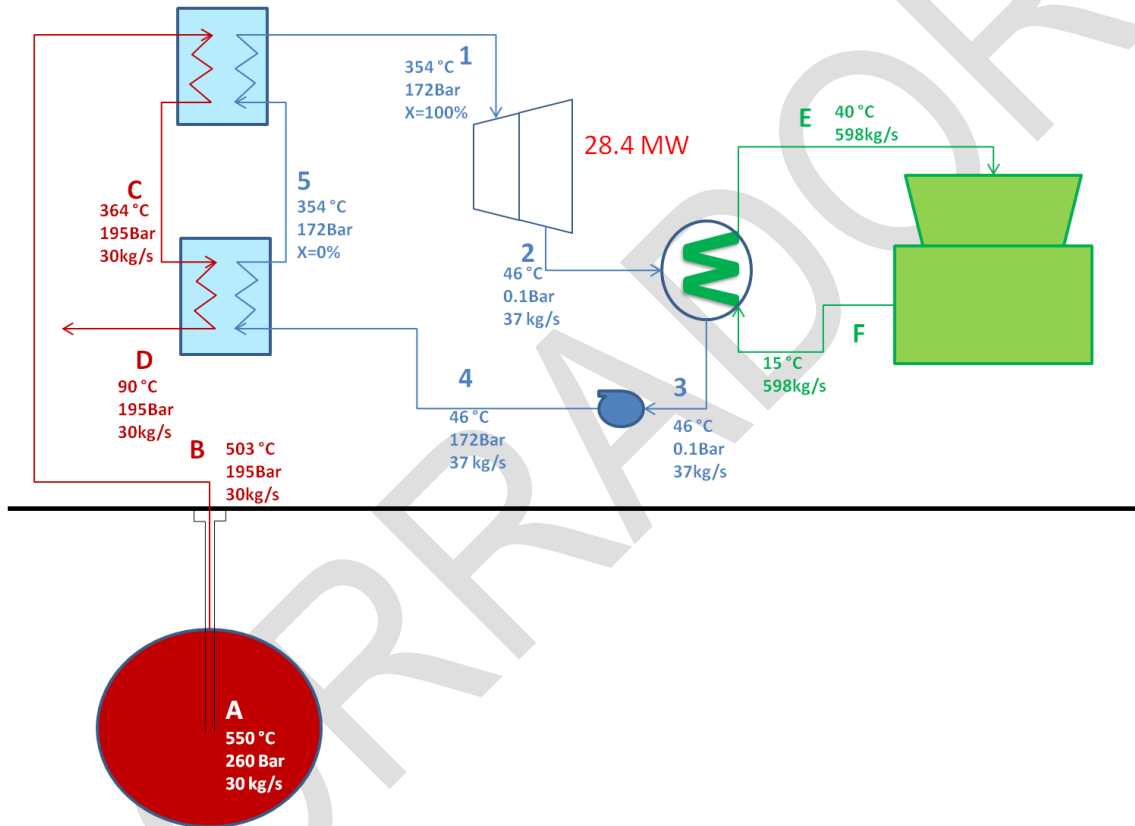 1
354 °C
172Bar
X=100%
28.4 MW
E
40 °C
598kg/s
C
364 °C
195Bar
30kg/s
5
354 °C
172Bar
X=0%
2
46 °C
0.1Bar
37 kg/s
F
15 °C
598kg/s
D
90 °C
195Bar
30kg/s
4
46 °C
172Bar
37 kg/s
3
46 °C
0.1Bar
37kg/s
B
503 °C
195Bar
30kg/s
A
550 °C
260 Bar
30 kg/s
ORRADOR